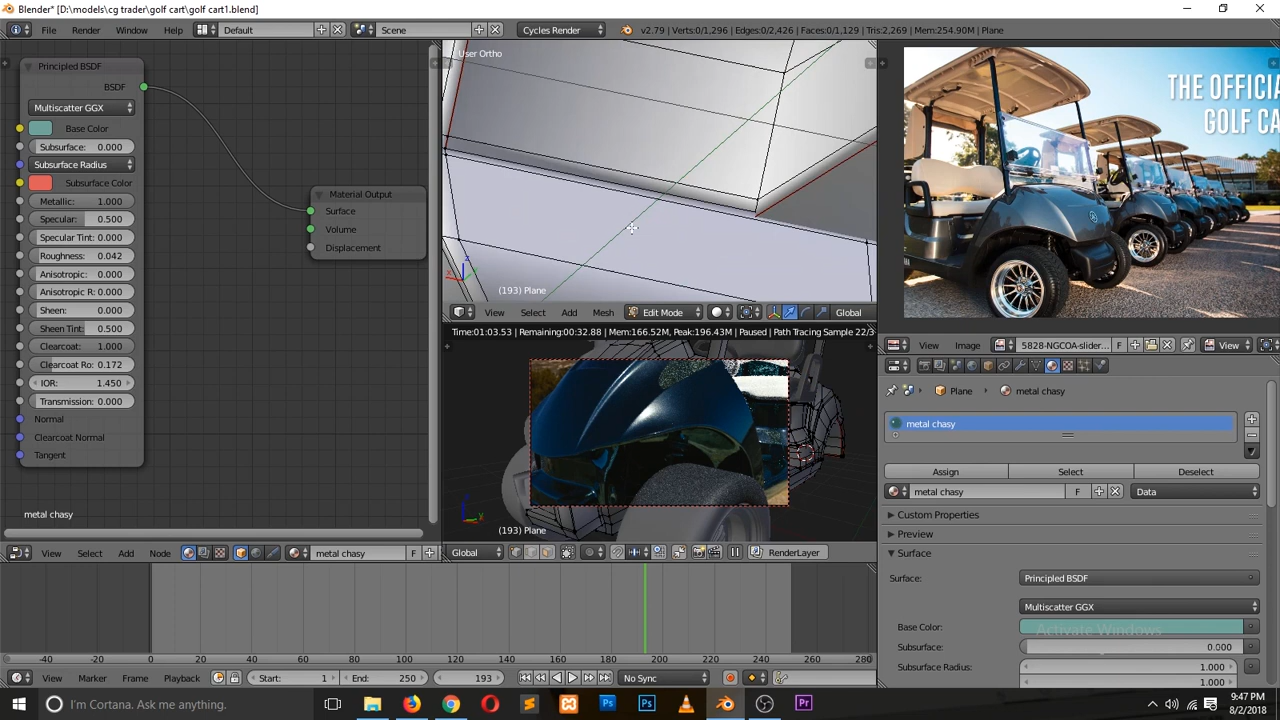 Blender* [D:\models\cg trader\golf cart\golf cart1.blend]
File Render Window Help Default Scene Cycles Render v2.79 | Verts:0/1,296 | Edges:0/2,426 | Faces:0/1,129 | Tris:2,269 | Mem:254.90M | Plane
Principled BSDF
BSDF
Multiscatter GGX
Base Color
Subsurface: 0.000
Subsurface Radius
Subsurface Color
Metallic: 1.000
Specular: 0.500
Specular Tint: 0.000
Roughness: 0.042
Anisotropic: 0.000
Anisotropic R: 0.000
Sheen: 0.000
Sheen Tint: 0.500
Clearcoat: 1.000
Clearcoat Ro: 0.172
IOR: 1.450
Transmission: 0.000
Normal
Clearcoat Normal
Tangent
Material Output
Surface
Volume
Displacement
metal chasy
View Select Add Node metal chasy F
User Ortho
(193) Plane
View Select Add Mesh Edit Mode Global
Time:01:03.53 | Remaining:00:32.88 | Mem:166.52M, Peak:196.43M | Paused | Path Tracing Sample 22/3
(193) Plane
Global RenderLayer
THE OFFICIA
GOLF CA
View Image 5828-NGCOA-slider... F View
Plane metal chasy
metal chasy
Assign Select Deselect
metal chasy F Data
Custom Properties
Preview
Surface
Surface: Principled BSDF
Multiscatter GGX
Base Color:
Activate Windows
Subsurface: 0.000
Subsurface Radius: 1.000
1.000
-40 -20 0 20 40 60 80 100 120 140 160 180 200 220 240 260 280
View Marker Frame Playback Start: 1 End: 250 193 No Sync
I'm Cortana. Ask me anything.
9:47 PM
8/2/2018